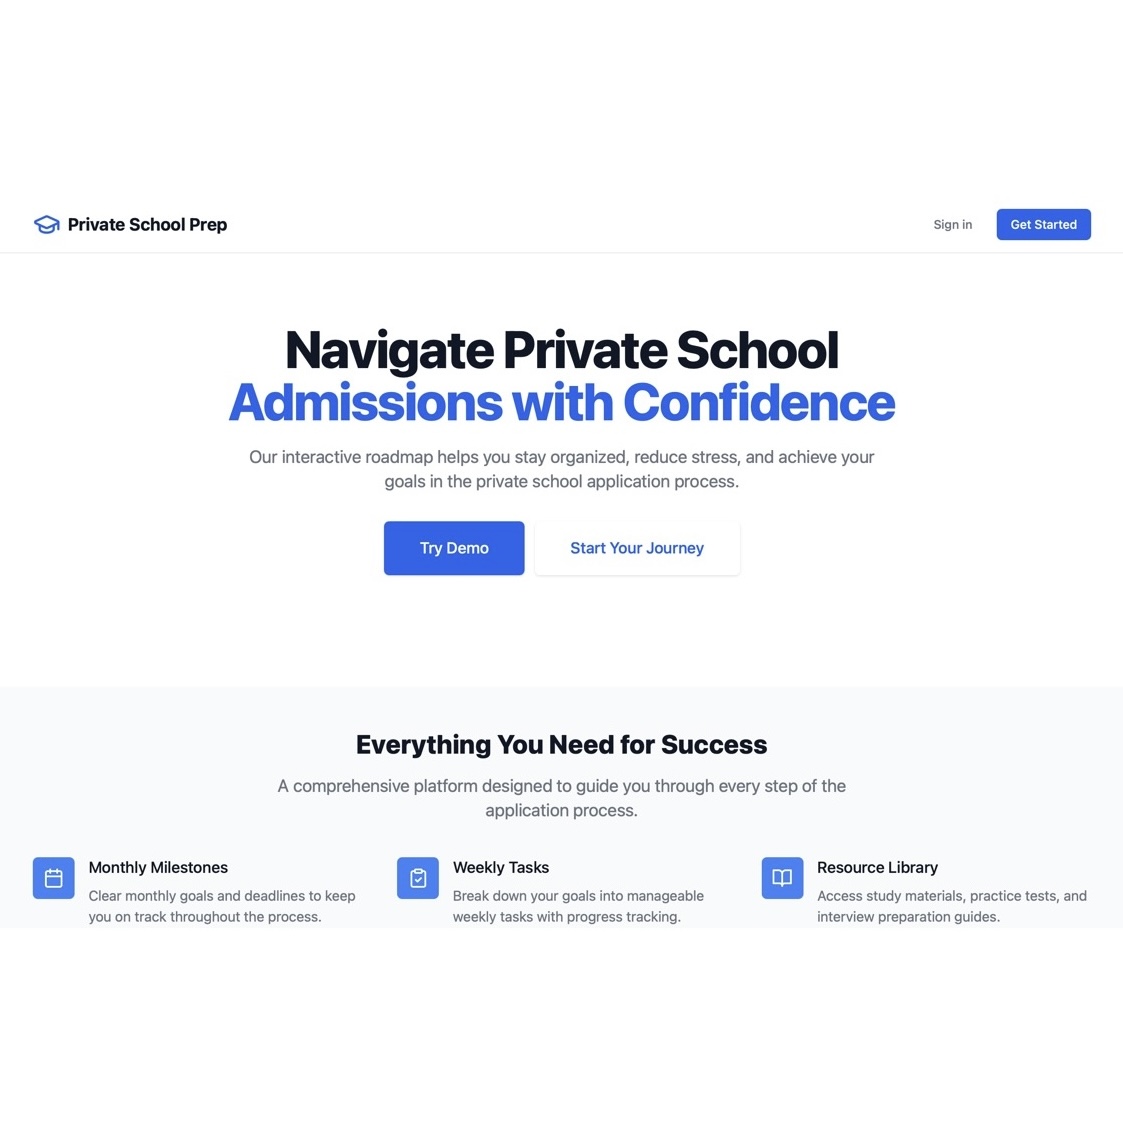 Private School Prep
Sign in
Get Started
Navigate Private School
Admissions with Confidence
Our interactive roadmap helps you stay organized, reduce stress, and achieve your
goals in the private school application process.
Try Demo
Start Your Journey
Everything You Need for Success
A comprehensive platform designed to guide you through every step of the
application process.
Monthly Milestones
Clear monthly goals and deadlines to keep
you on track throughout the process.
Weekly Tasks
Break down your goals into manageable
weekly tasks with progress tracking.
Resource Library
Access study materials, practice tests, and
interview preparation guides.